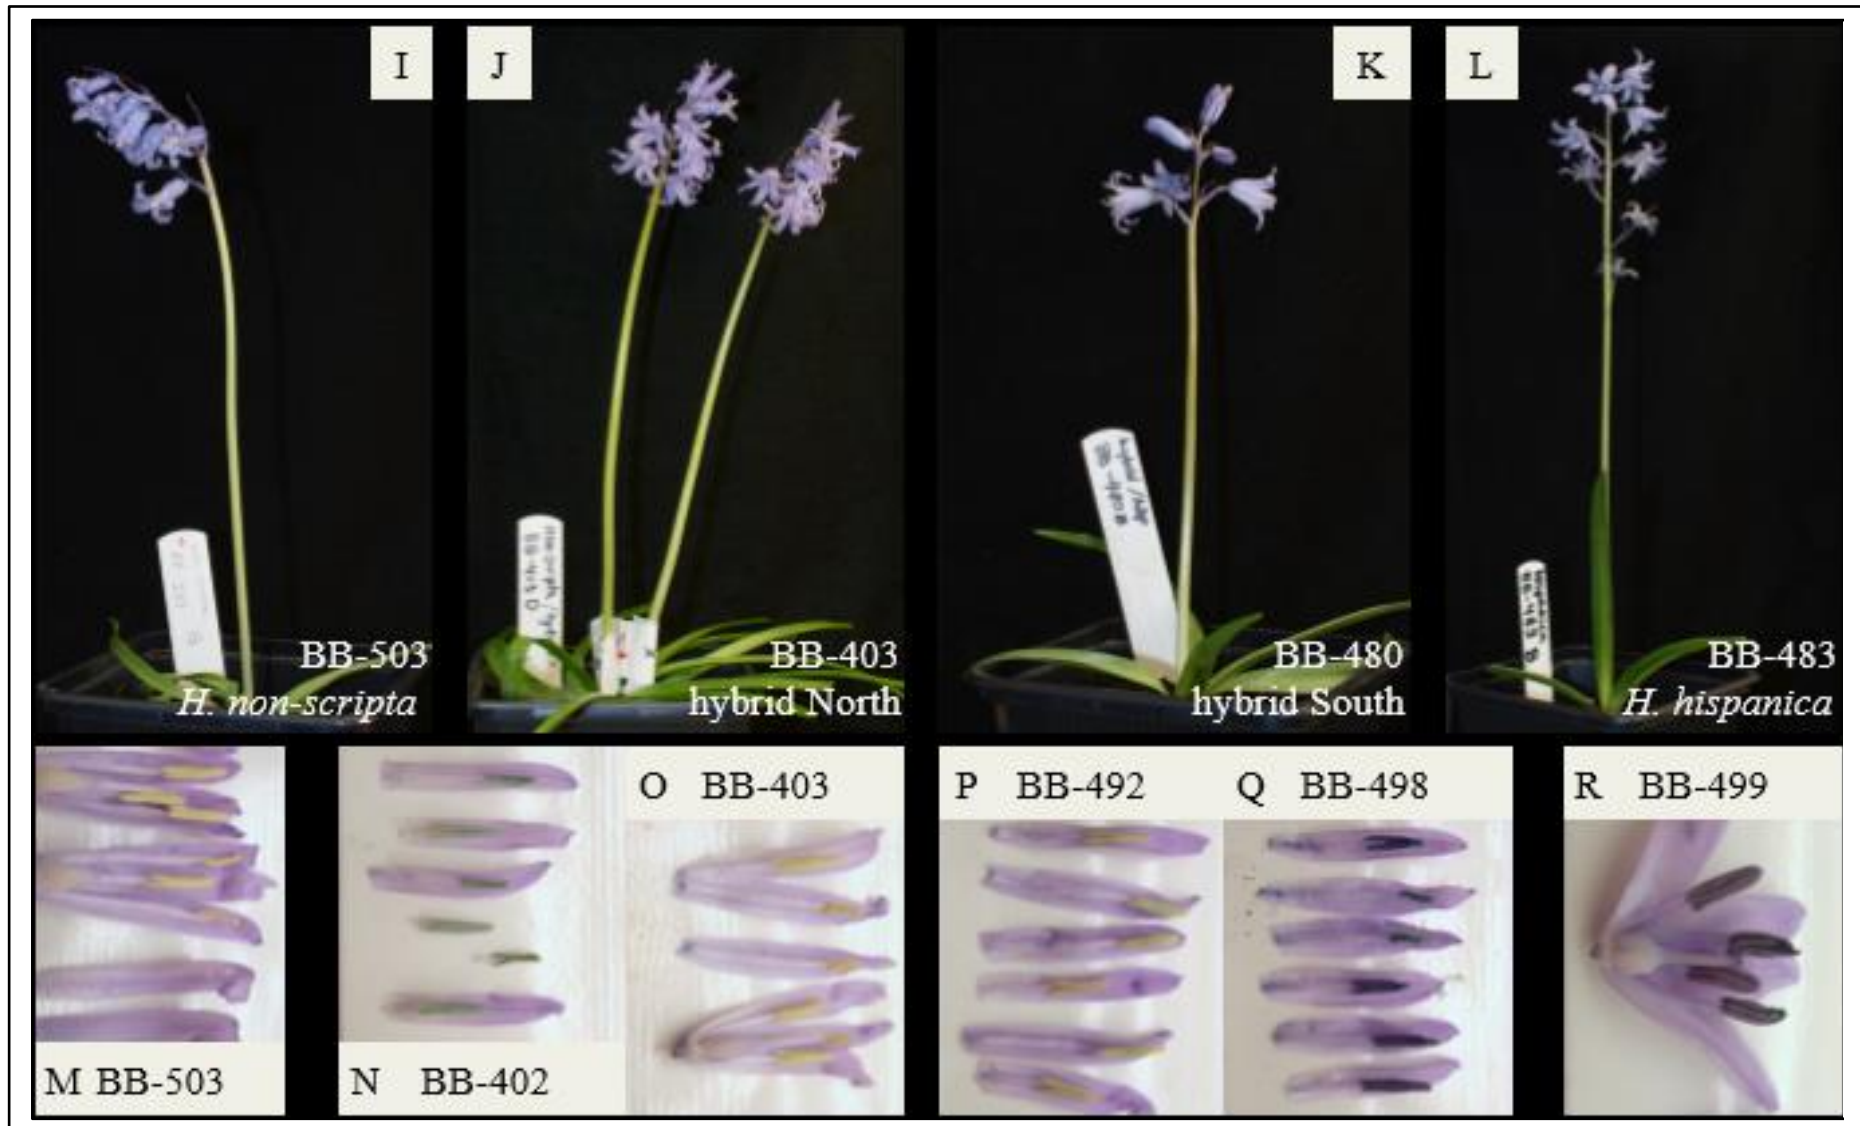 I
J
K
L
BB-503
H. non-scripta
BB-403
hybrid North
BB-480
hybrid South
BB-483
H. hispanica
M BB-503
N BB-402
O BB-403
P BB-492
Q BB-498
R BB-499